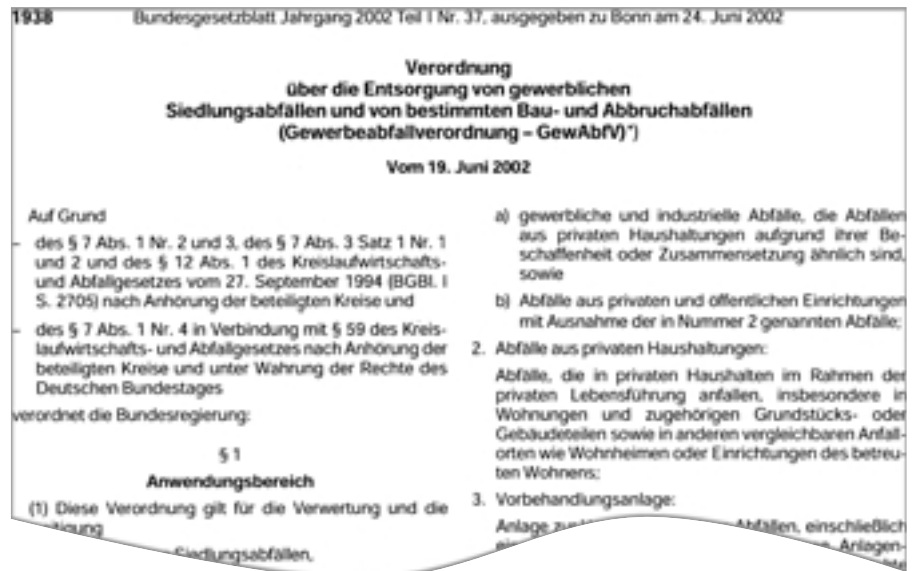 1938 Bundesgesetzblatt Jahrgang 2002 Teil I Nr. 37, ausgegeben zu Bonn am 24. Juni 2002
Verordnung
über die Entsorgung von gewerblichen
Siedlungsabfällen und von bestimmten Bau- und Abbruchabfällen
(Gewerbeabfallverordnung – GewAbfV)*)
Vom 19. Juni 2002
Auf Grund
– des § 7 Abs. 1 Nr. 2 und 3, des § 7 Abs. 3 Satz 1 Nr. 1
und 2 und des § 12 Abs. 1 des Kreislaufwirtschafts-
und Abfallgesetzes vom 27. September 1994 (BGBl. I
S. 2705) nach Anhörung der beteiligten Kreise und
– des § 7 Abs. 1 Nr. 4 in Verbindung mit § 59 des Kreis-
laufwirtschafts- und Abfallgesetzes nach Anhörung der
beteiligten Kreise und unter Wahrung der Rechte des
Deutschen Bundestages
verordnet die Bundesregierung:
§ 1
Anwendungsbereich
(1) Diese Verordnung gilt für die Verwertung und die
Siedlungsabfällen,
a) gewerbliche und industrielle Abfälle, die Abfällen
aus privaten Haushaltungen aufgrund ihrer Be-
schaffenheit oder Zusammensetzung ähnlich sind,
sowie
b) Abfälle aus privaten und öffentlichen Einrichtungen
mit Ausnahme der in Nummer 2 genannten Abfälle;
2. Abfälle aus privaten Haushaltungen:
Abfälle, die in privaten Haushalten im Rahmen der
privaten Lebensführung anfallen, insbesondere in
Wohnungen und zugehörigen Grundstücks- oder
Gebäudeteilen sowie in anderen vergleichbaren Anfall-
orten wie Wohnheimen oder Einrichtungen des betreu-
ten Wohnens;
3. Vorbehandlungsanlage:
Anlage zur Abfällen, einschließlich
Anlagen-